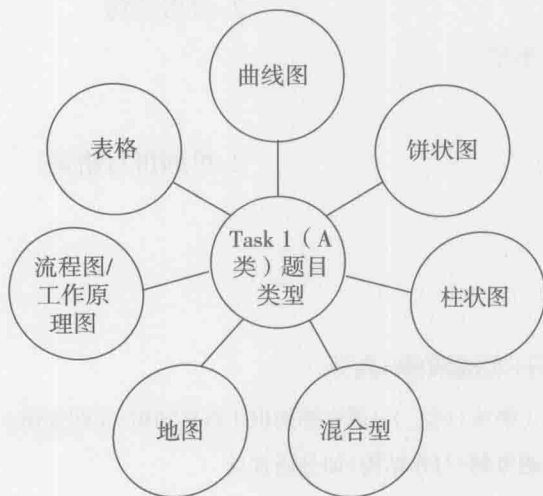 曲线图
表格
饼状图
Task 1（A
类）题目
类型
流程图/
工作原
理图
柱状图
地图
混合型